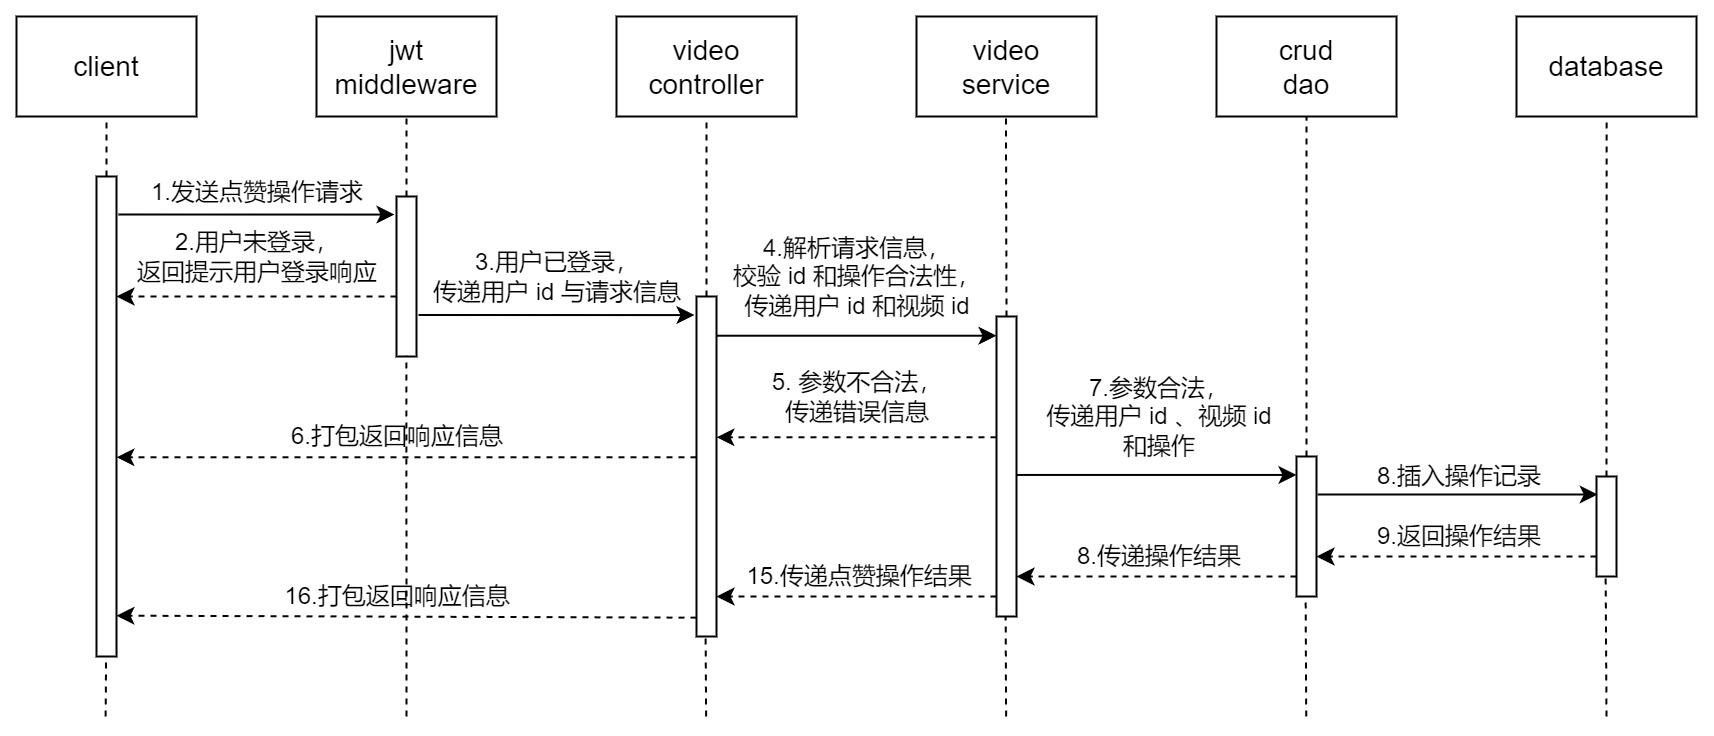 client
jwt
middleware
video
controller
video
service
crud
dao
database
1.发送点赞操作请求
2.用户未登录，
返回提示用户登录响应
3.用户已登录，
传递用户 id 与请求信息
4.解析请求信息，
校验 id 和操作合法性，
传递用户 id 和视频 id
5. 参数不合法，
传递错误信息
6.打包返回响应信息
7.参数合法，
传递用户 id 、视频 id
和操作
8.插入操作记录
9.返回操作结果
8.传递操作结果
15.传递点赞操作结果
16.打包返回响应信息